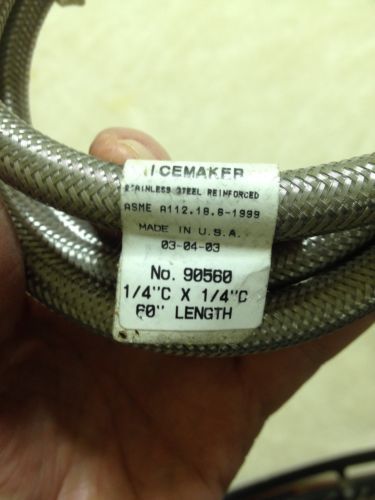 ICEMAKER
STAINLESS STEEL REINFORCED
ASME A112.18.6-1999
MADE IN U.S.A.
03-04-03
No. 90560
1/4"C X 1/4"C
60" LENGTH